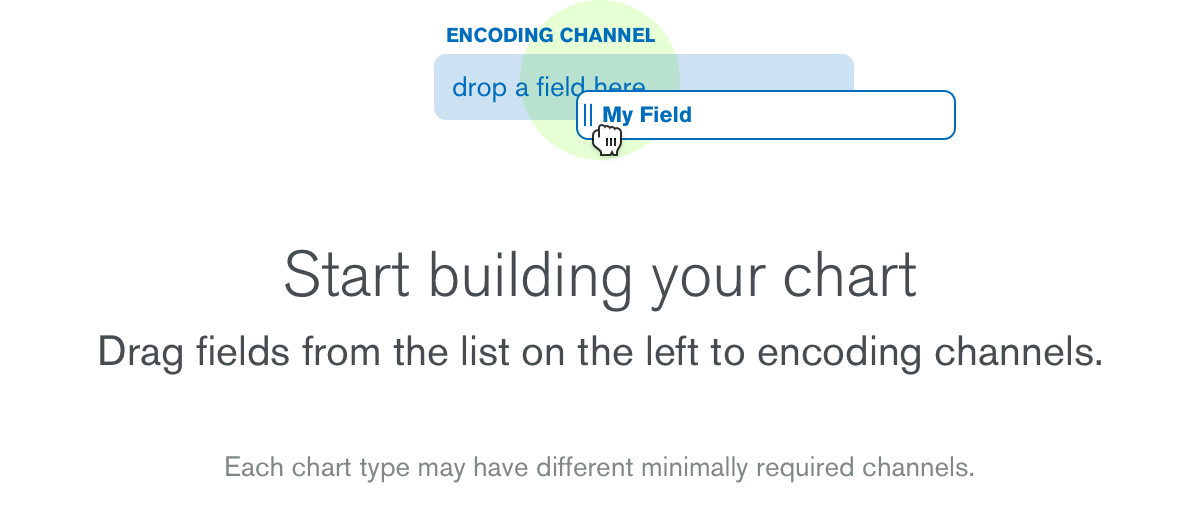 ENCODING CHANNEL
drop a field here
My Field
Start building your chart
Drag fields from the list on the left to encoding channels.
Each chart type may have different minimally required channels.